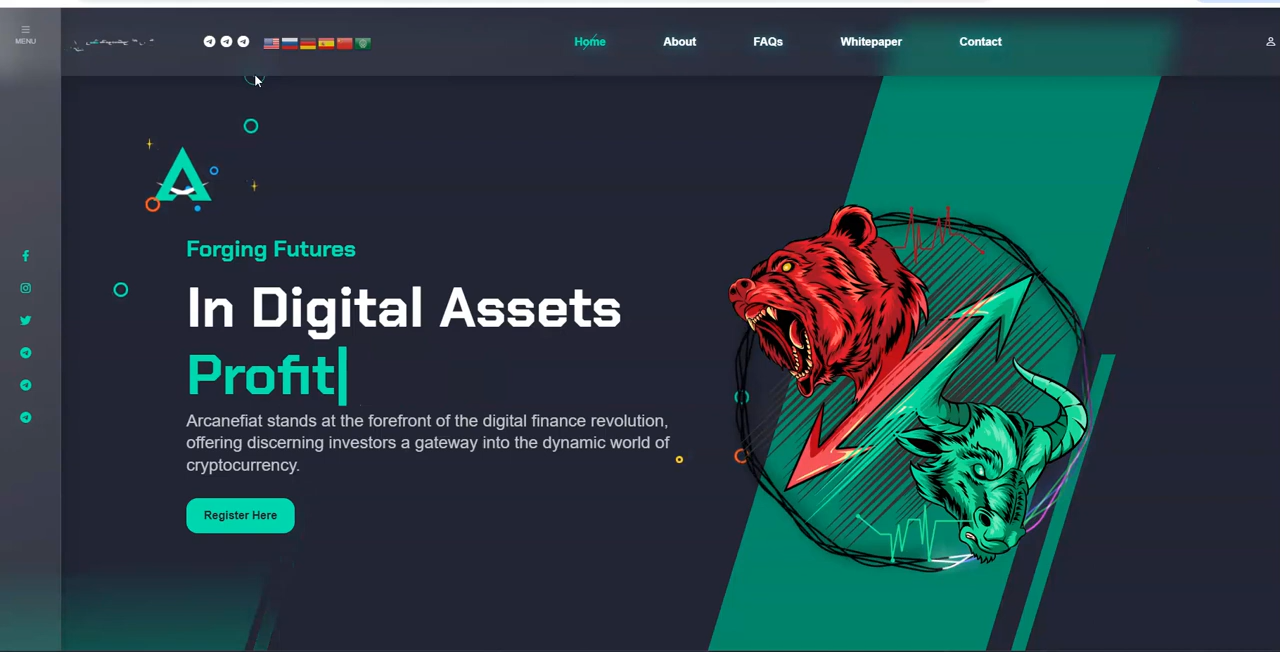 MENU
Home
About
FAQs
Whitepaper
Contact
Forging Futures
In Digital Assets
Profit
Arcanefiat stands at the forefront of the digital finance revolution,
offering discerning investors a gateway into the dynamic world of
cryptocurrency.
Register Here